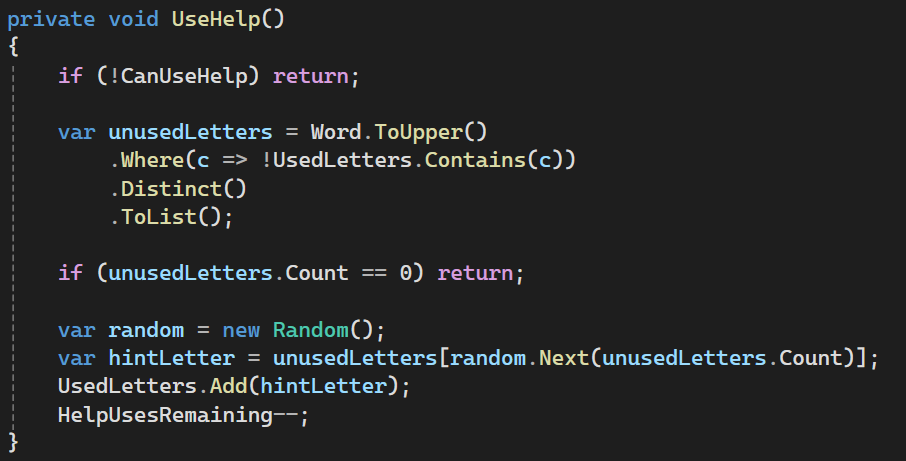 private void UseHelp()
{
    if (!CanUseHelp) return;

    var unusedLetters = Word.ToUpper()
        .Where(c => !UsedLetters.Contains(c))
        .Distinct()
        .ToList();

    if (unusedLetters.Count == 0) return;

    var random = new Random();
    var hintLetter = unusedLetters[random.Next(unusedLetters.Count)];
    UsedLetters.Add(hintLetter);
    HelpUsesRemaining--;
}